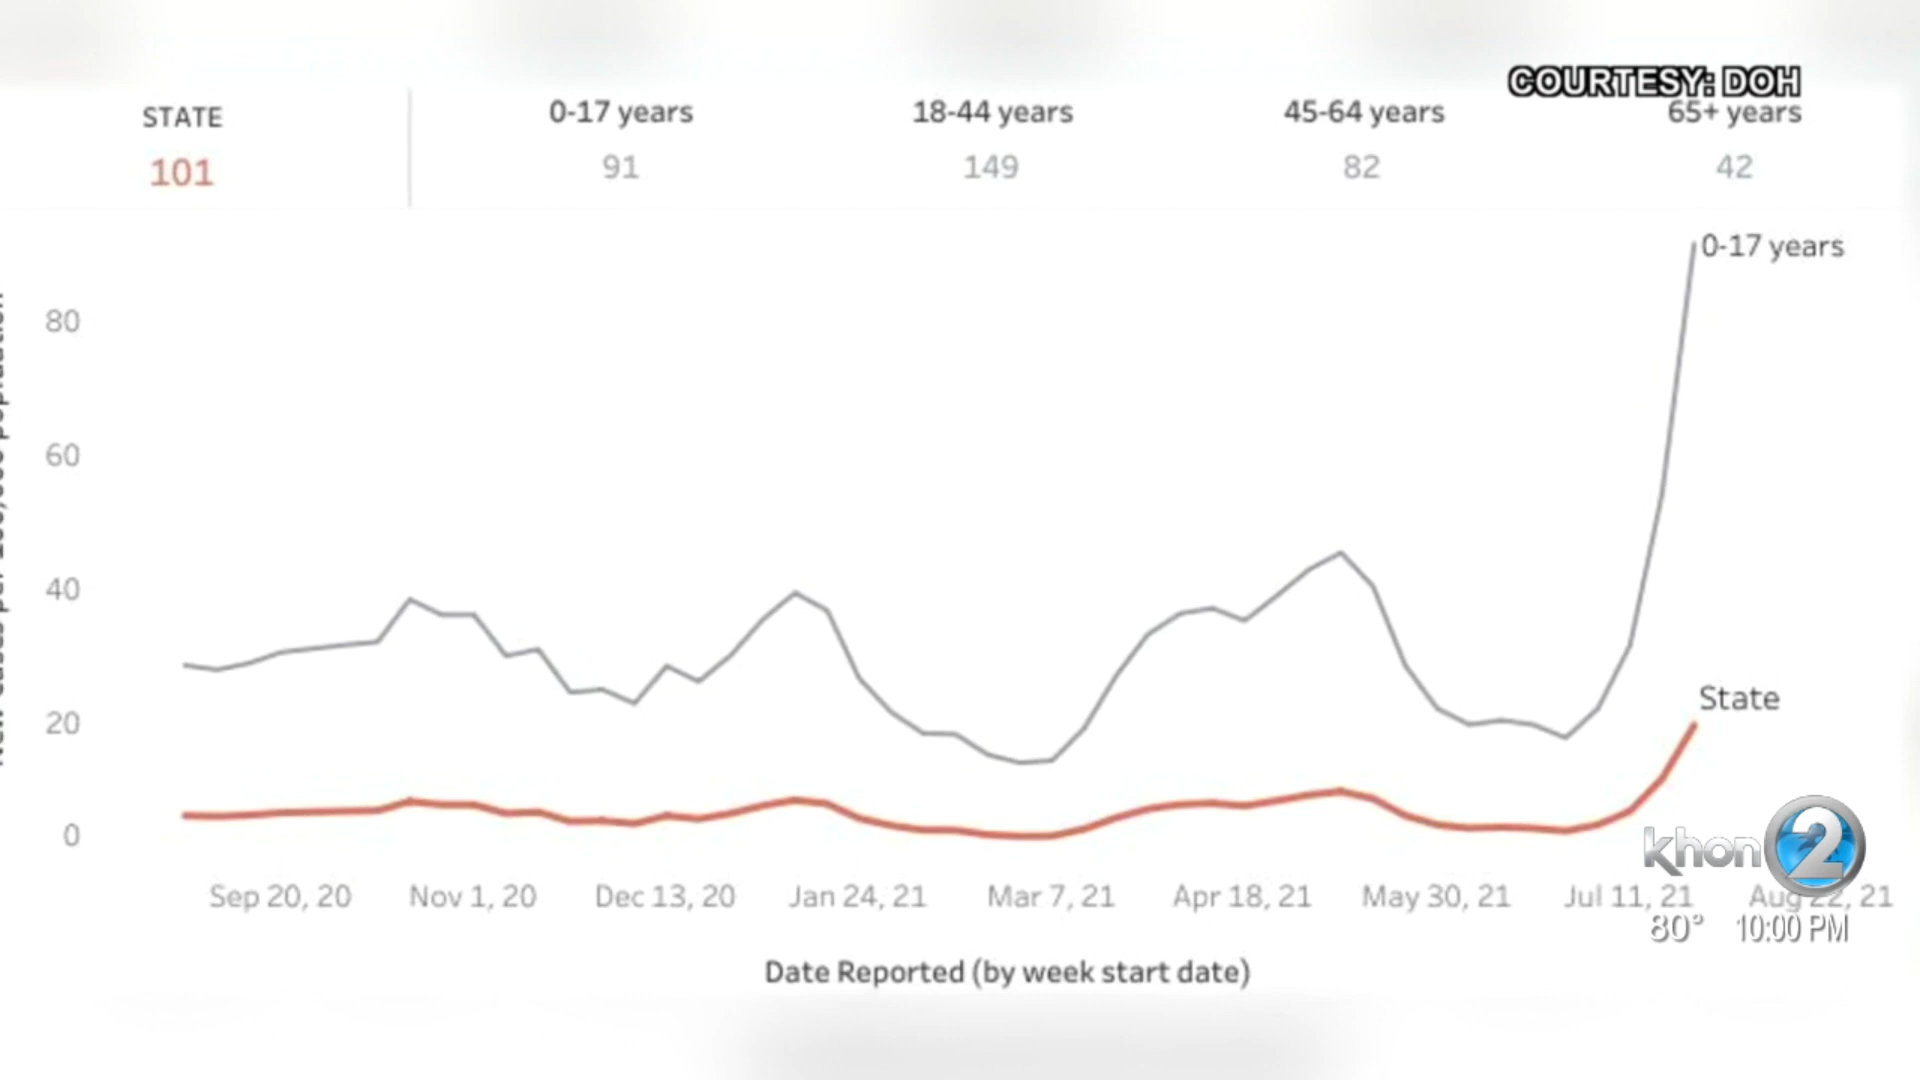 COURTESY: DOH
STATE
101
0-17 years
91
18-44 years
149
45-64 years
82
65+ years
42
0-17 years
80
60
40
20
0
State
Sep 20, 20
Nov 1, 20
Dec 13, 20
Jan 24, 21
Mar 7, 21
Apr 18, 21
May 30, 21
Jul 11, 21
Aug 22, 21
khon 2
80° 10:00 PM
Date Reported (by week start date)